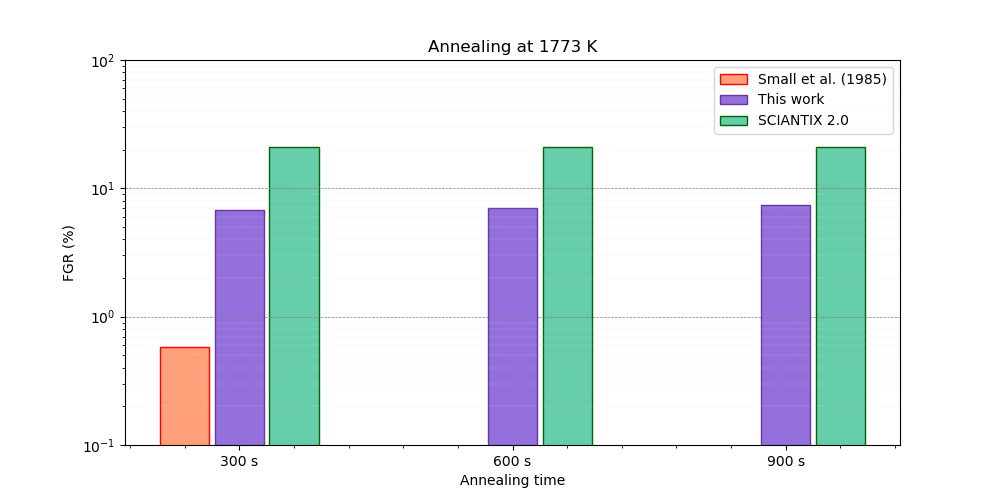 Annealing at 1773 K
Small et al. (1985)
This work
SCIANTIX 2.0
FGR (%)
10²
10¹
10⁰
10⁻¹
300 s
600 s
900 s
Annealing time